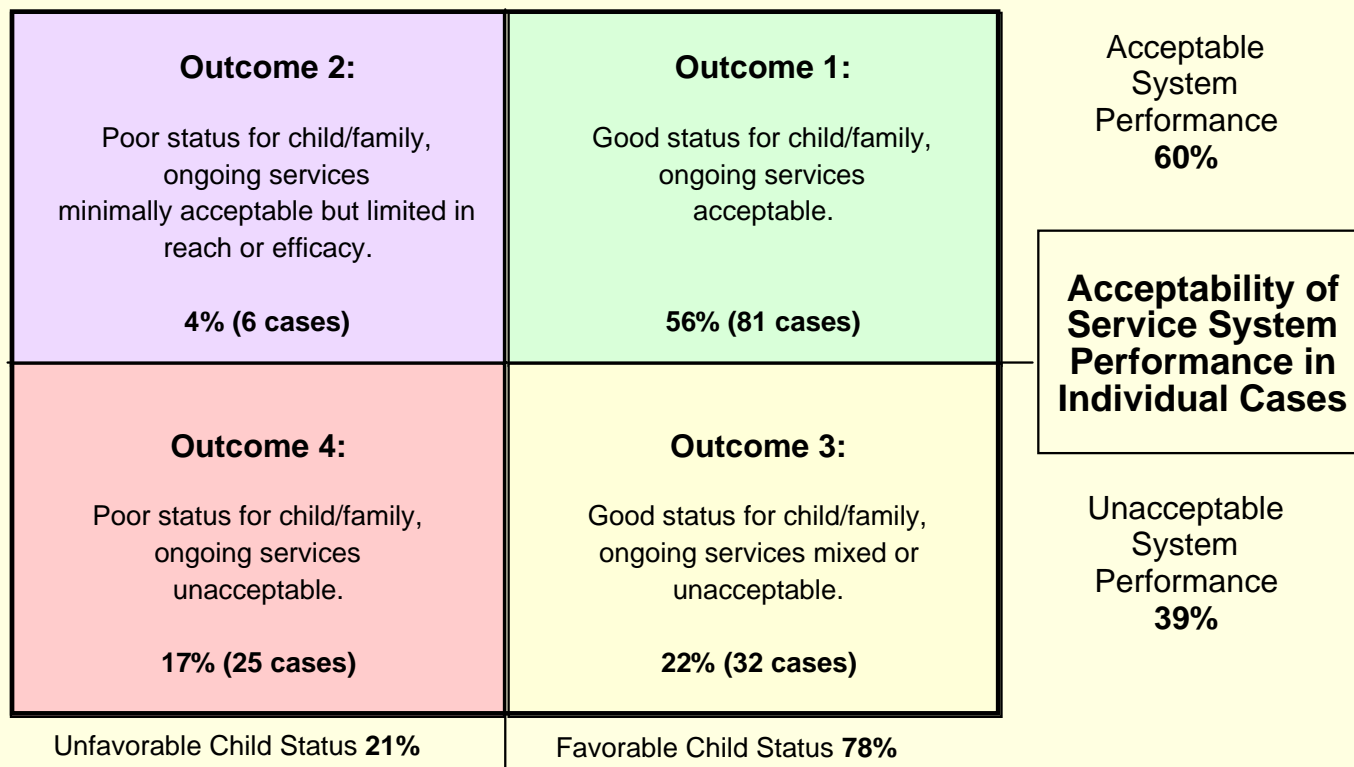 Outcome 2:
Poor status for child/family,
ongoing services
minimally acceptable but limited in
reach or efficacy.
4% (6 cases)
Outcome 1:
Good status for child/family,
ongoing services
acceptable.
56% (81 cases)
Acceptable
System
Performance
60%
Acceptability of
Service System
Performance in
Individual Cases
Outcome 4:
Poor status for child/family,
ongoing services
unacceptable.
17% (25 cases)
Outcome 3:
Good status for child/family,
ongoing services mixed or
unacceptable.
22% (32 cases)
Unacceptable
System
Performance
39%
Unfavorable Child Status 21%
Favorable Child Status 78%